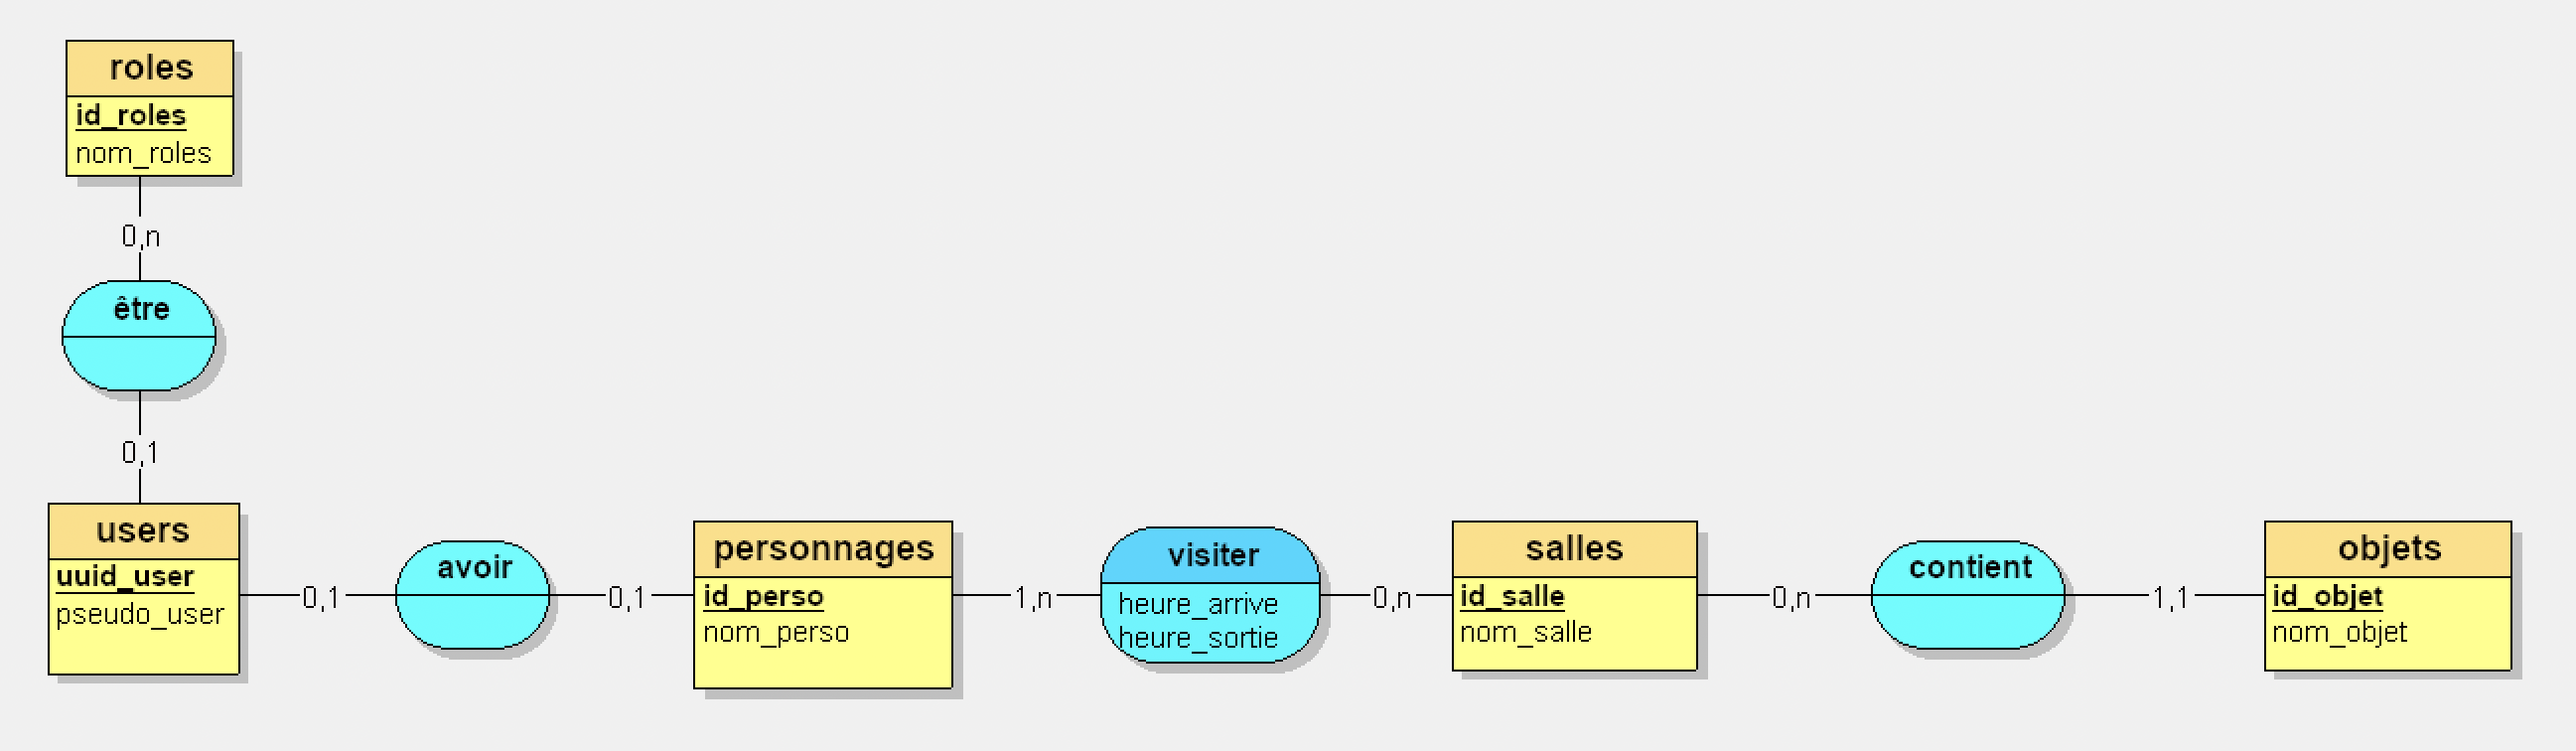 roles
id_roles
nom_roles
0,n
être
0,1
users
uuid_user
pseudo_user
0,1
avoir
0,1
personnages
id_perso
nom_perso
1,n
visiter
heure_arrive
heure_sortie
0,n
salles
id_salle
nom_salle
0,n
contient
1,1
objets
id_objet
nom_objet